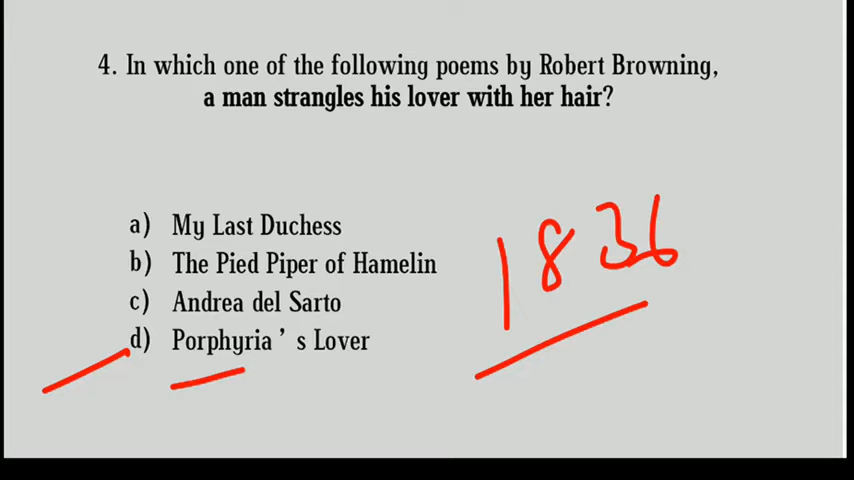 4. In which one of the following poems by Robert Browning,
a man strangles his lover with her hair?
a) My Last Duchess
b) The Pied Piper of Hamelin
1836
c) Andrea del Sarto
d) Porphyria ’ s Lover